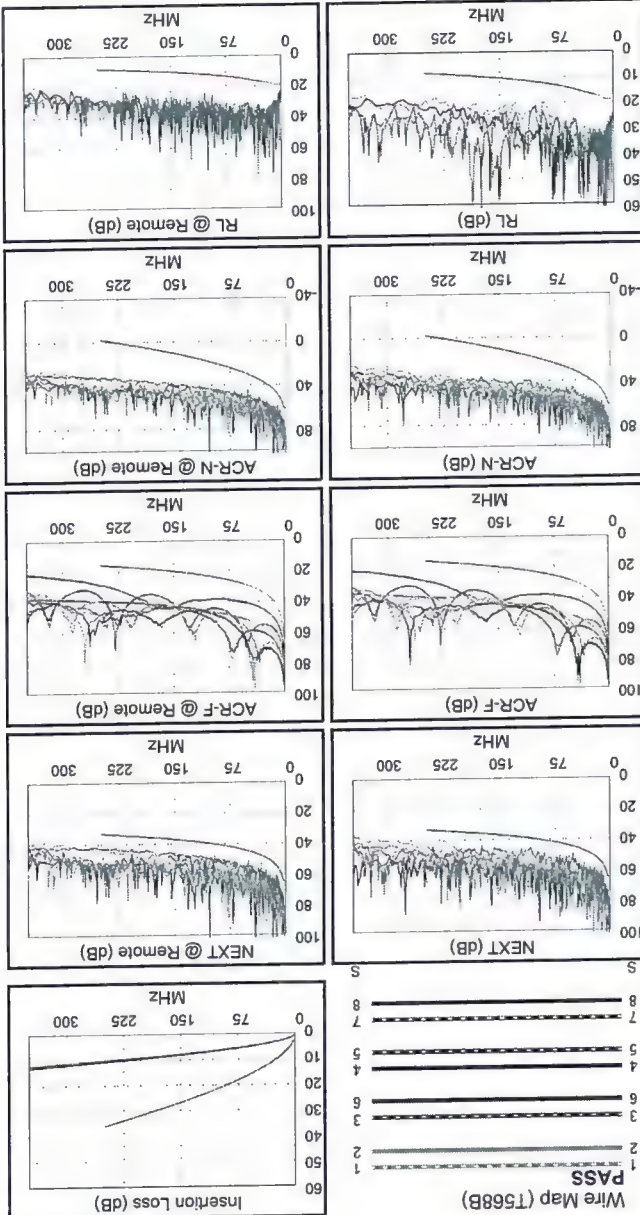 Wire Map (T568B)
PASS
1 1
2 2
3 3
6 6
4 4
5 5
7 7
8 8
S S
Insertion Loss (dB)
60
50
40
30
20
10
0
0 75 150 225 300
MHz
NEXT (dB)
100
80
60
40
20
0
0 75 150 225 300
MHz
NEXT @ Remote (dB)
100
80
60
40
20
0
0 75 150 225 300
MHz
ACR-F (dB)
100
80
60
40
20
0
0 75 150 225 300
MHz
ACR-F @ Remote (dB)
100
80
60
40
20
0
0 75 150 225 300
MHz
ACR-N (dB)
80
40
0
-40
0 75 150 225 300
MHz
ACR-N @ Remote (dB)
80
40
0
-40
0 75 150 225 300
MHz
RL (dB)
60
50
40
30
20
10
0
0 75 150 225 300
MHz
RL @ Remote (dB)
100
80
60
40
20
0
0 75 150 225 300
MHz